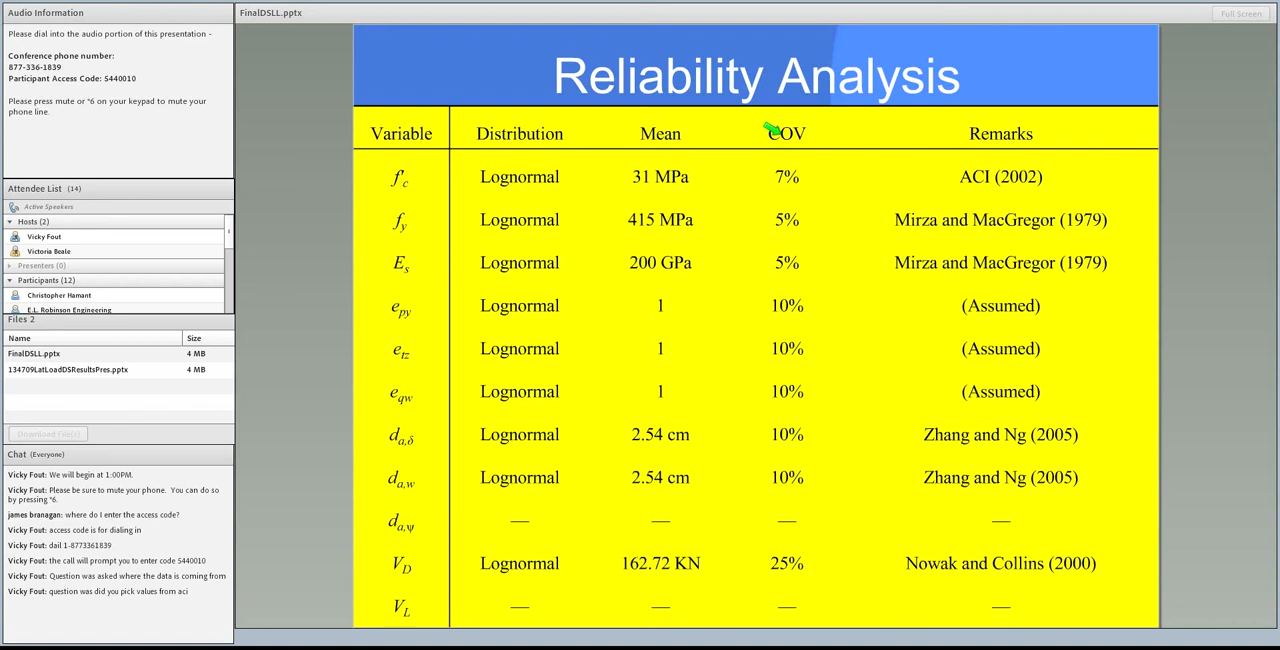 Audio Information
Please dial into the audio portion of this presentation -
Conference phone number:
877-336-1839
Participant Access Code: 5440010
Please press mute or *6 on your keypad to mute your
phone line.
Attendee List (14)
Active Speakers
Hosts (2)
Vicky Fout
Victoria Beale
Presenters (0)
Participants (12)
Christopher Hamant
E.L. Robinson Engineering
Files 2
Name Size
FinalDSLL.pptx 4 MB
134709LatLoadDSResultsPres.pptx 4 MB
Download File(s)
Chat (Everyone)
Vicky Fout: We will begin at 1:00PM.
Vicky Fout: Please be sure to mute your phone. You can do so
by pressing *6.
james branagan: where do I enter the access code?
Vicky Fout: access code is for dialing in
Vicky Fout: dail 1-8773361839
Vicky Fout: the call will prompt you to enter code 5440010
Vicky Fout: Question was asked where the data is coming from
Vicky Fout: question was did you pick values from aci
FinalDSLL.pptx
Full Screen
Reliability Analysis
Variable Distribution Mean COV Remarks
f'c Lognormal 31 MPa 7% ACI (2002)
fy Lognormal 415 MPa 5% Mirza and MacGregor (1979)
Es Lognormal 200 GPa 5% Mirza and MacGregor (1979)
epy Lognormal 1 10% (Assumed)
etz Lognormal 1 10% (Assumed)
eqw Lognormal 1 10% (Assumed)
da,δ Lognormal 2.54 cm 10% Zhang and Ng (2005)
da,w Lognormal 2.54 cm 10% Zhang and Ng (2005)
da,ψ — — — —
VD Lognormal 162.72 KN 25% Nowak and Collins (2000)
VL — — — —